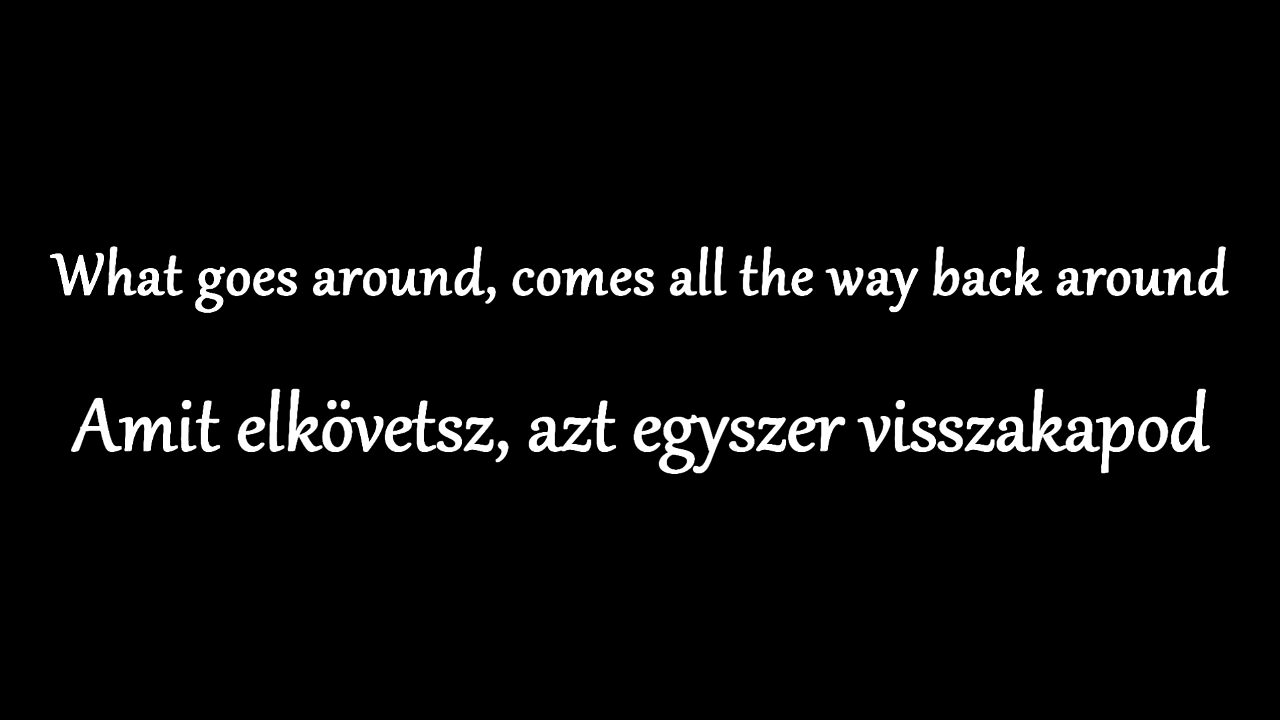 What goes around, comes all the way back around
Amit elkövetsz, azt egyszer visszakapod